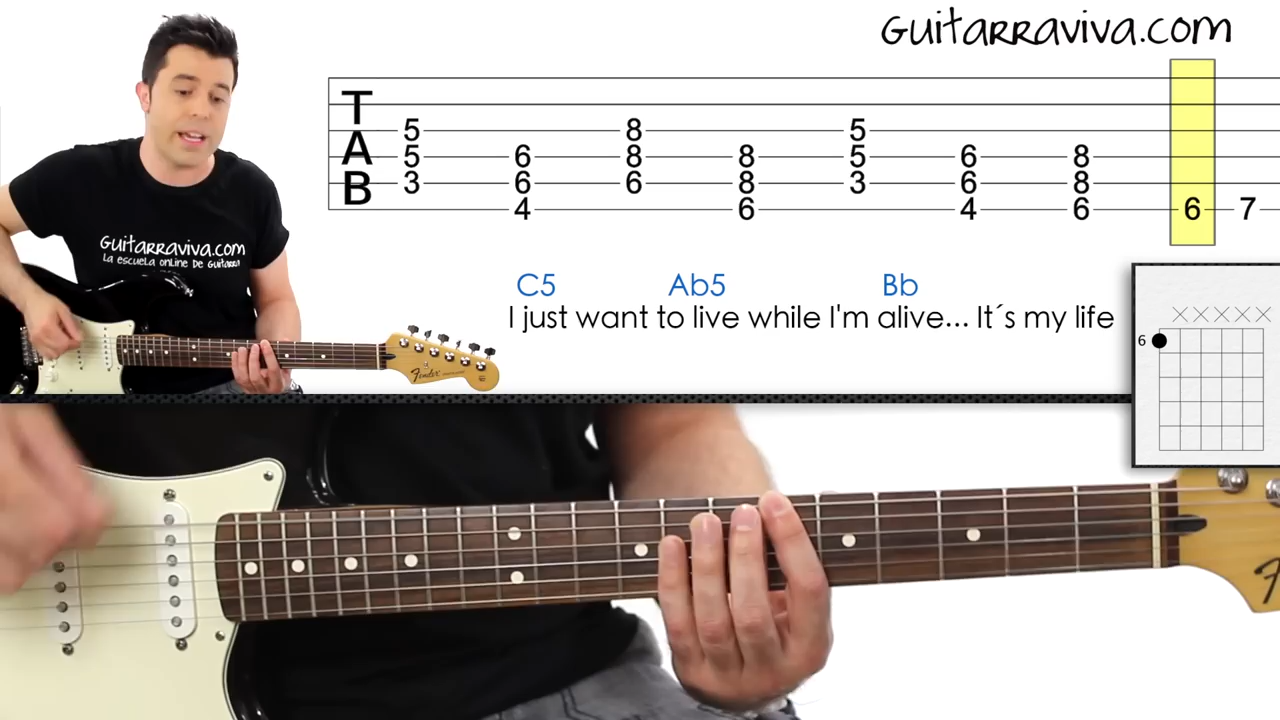 Guitarraviva.com
T
A
B
5 8 5
5 6 8 8 5 6 8
3 6 6 8 3 6 8
4 6 4 6 6 7
Guitarraviva.com
La escuela online De Guitarra
C5 Ab5 Bb
I just want to live while I'm alive... It´s my life
XXXXX
6
Fender
F